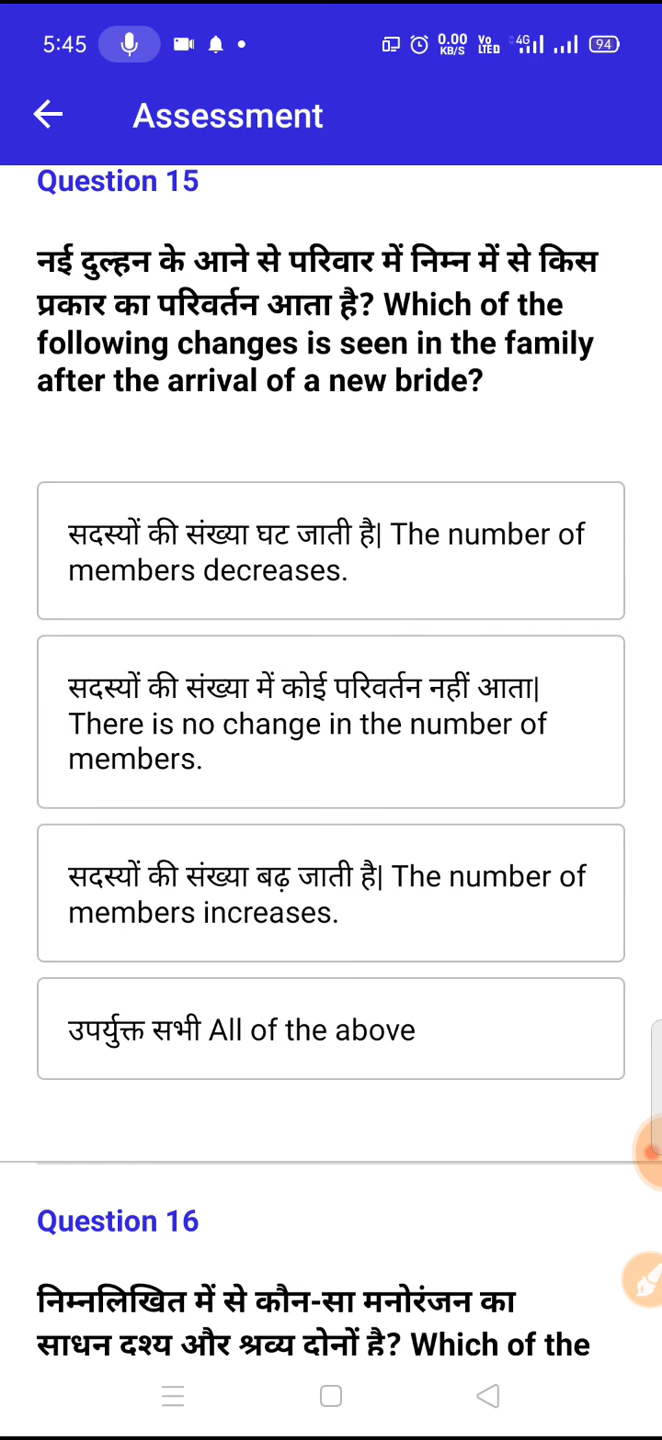 5:45
0.00
KB/S
Vo
LTE
4G
94
Assessment
Question 15
नई दुल्हन के आने से परिवार में निम्न में से किस
प्रकार का परिवर्तन आता है? Which of the
following changes is seen in the family
after the arrival of a new bride?
सदस्यों की संख्या घट जाती है| The number of
members decreases.
सदस्यों की संख्या में कोई परिवर्तन नहीं आता|
There is no change in the number of
members.
सदस्यों की संख्या बढ़ जाती है| The number of
members increases.
उपर्युक्त सभी All of the above
Question 16
निम्नलिखित में से कौन-सा मनोरंजन का
साधन दृश्य और श्रव्य दोनों है? Which of the